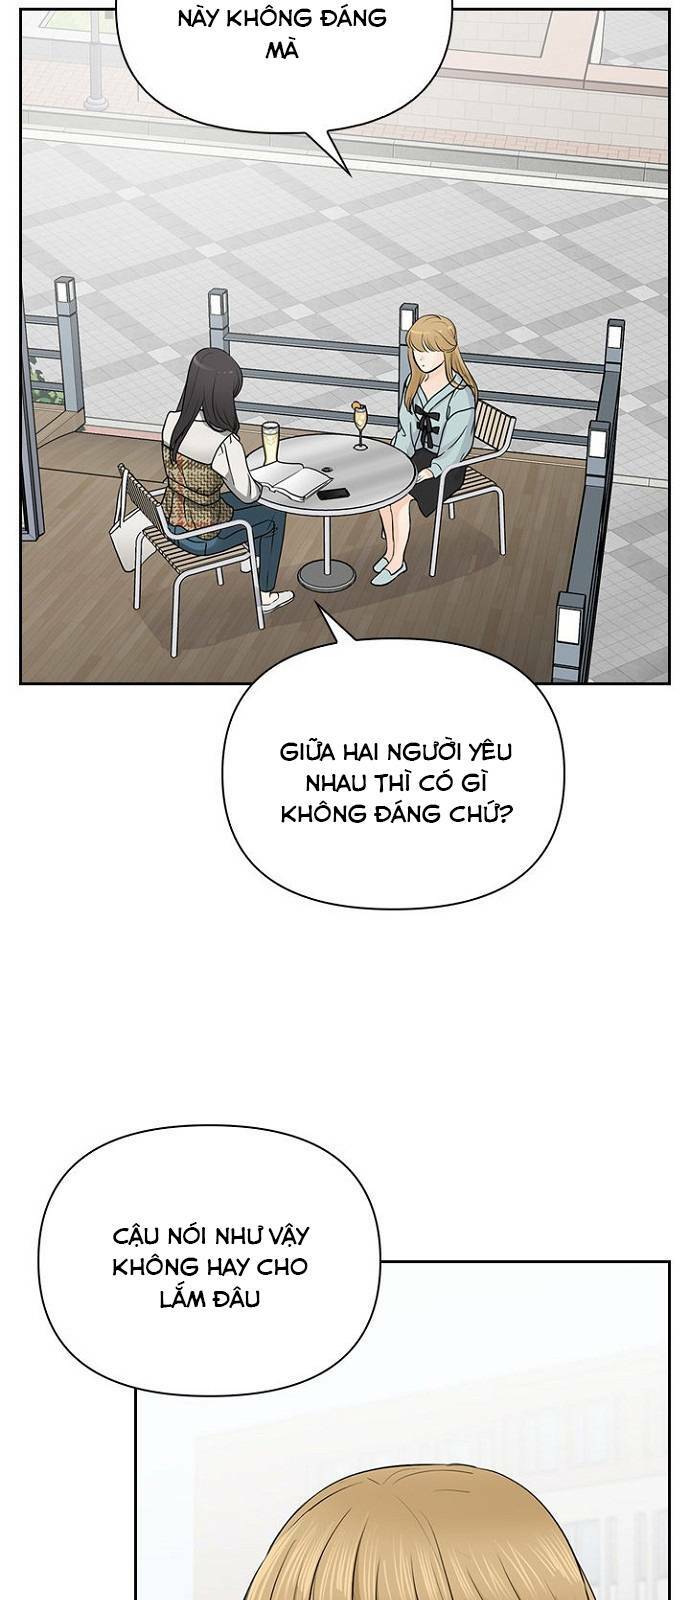 NÀY KHÔNG ĐÁNG
MÀ
GIỮA HAI NGƯỜI YÊU
NHAU THÌ CÓ GÌ
KHÔNG ĐÁNG CHỨ?
CẬU NÓI NHƯ VẬY
KHÔNG HAY CHO
LẮM ĐÂU